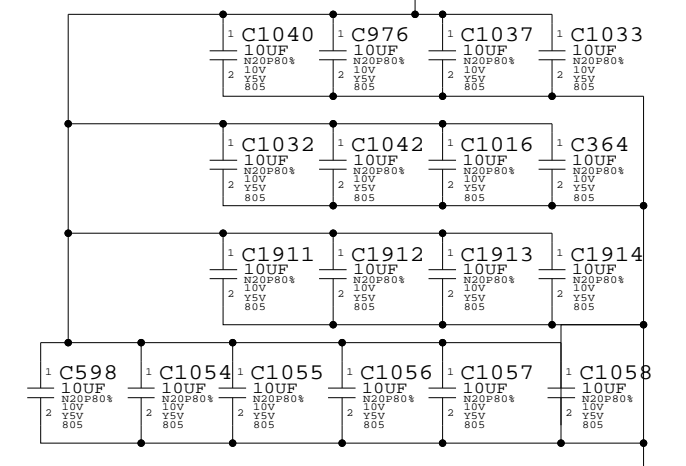 1 C1040 1 C976 1 C1037 1 C1033
10UF 10UF 10UF 10UF
N20P80% N20P80% N20P80% N20P80%
10V 10V 10V 10V
2 Y5V 2 Y5V 2 Y5V 2 Y5V
805 805 805 805
1 C1032 1 C1042 1 C1016 1 C364
10UF 10UF 10UF 10UF
N20P80% N20P80% N20P80% N20P80%
10V 10V 10V 10V
2 Y5V 2 Y5V 2 Y5V 2 Y5V
805 805 805 805
1 C1911 1 C1912 1 C1913 1 C1914
10UF 10UF 10UF 10UF
N20P80% N20P80% N20P80% N20P80%
10V 10V 10V 10V
2 Y5V 2 Y5V 2 Y5V 2 Y5V
805 805 805 805
1 C598 1 C1054 1 C1055 1 C1056 1 C1057 1 C1058
10UF 10UF 10UF 10UF 10UF 10UF
N20P80% N20P80% N20P80% N20P80% N20P80% N20P80%
10V 10V 10V 10V 10V 10V
2 Y5V 2 Y5V 2 Y5V 2 Y5V 2 Y5V 2 Y5V
805 805 805 805 805 805